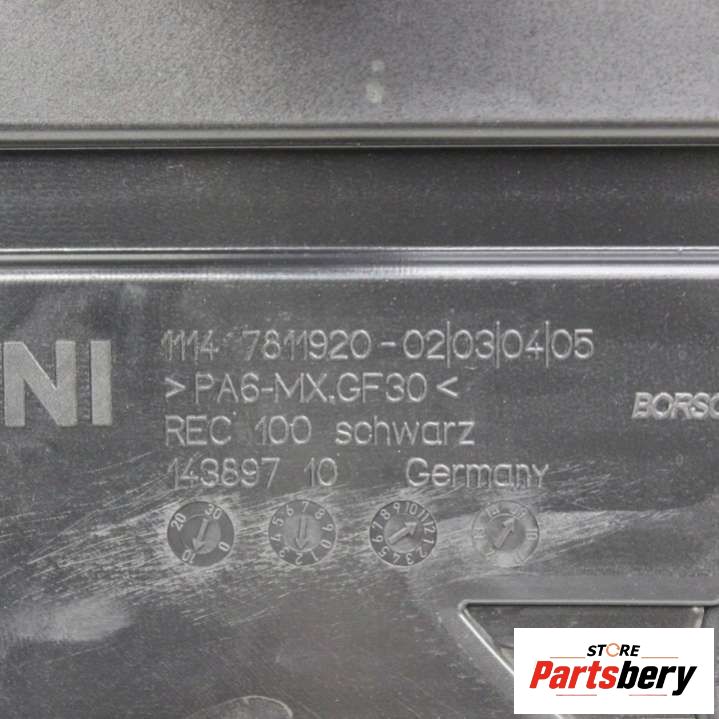 1114 7811920-02|03|04|05
>PA6-MX.GF30<
REC 100 schwarz
143897 10 Germany
NI
BORSC
STORE
Partsbery